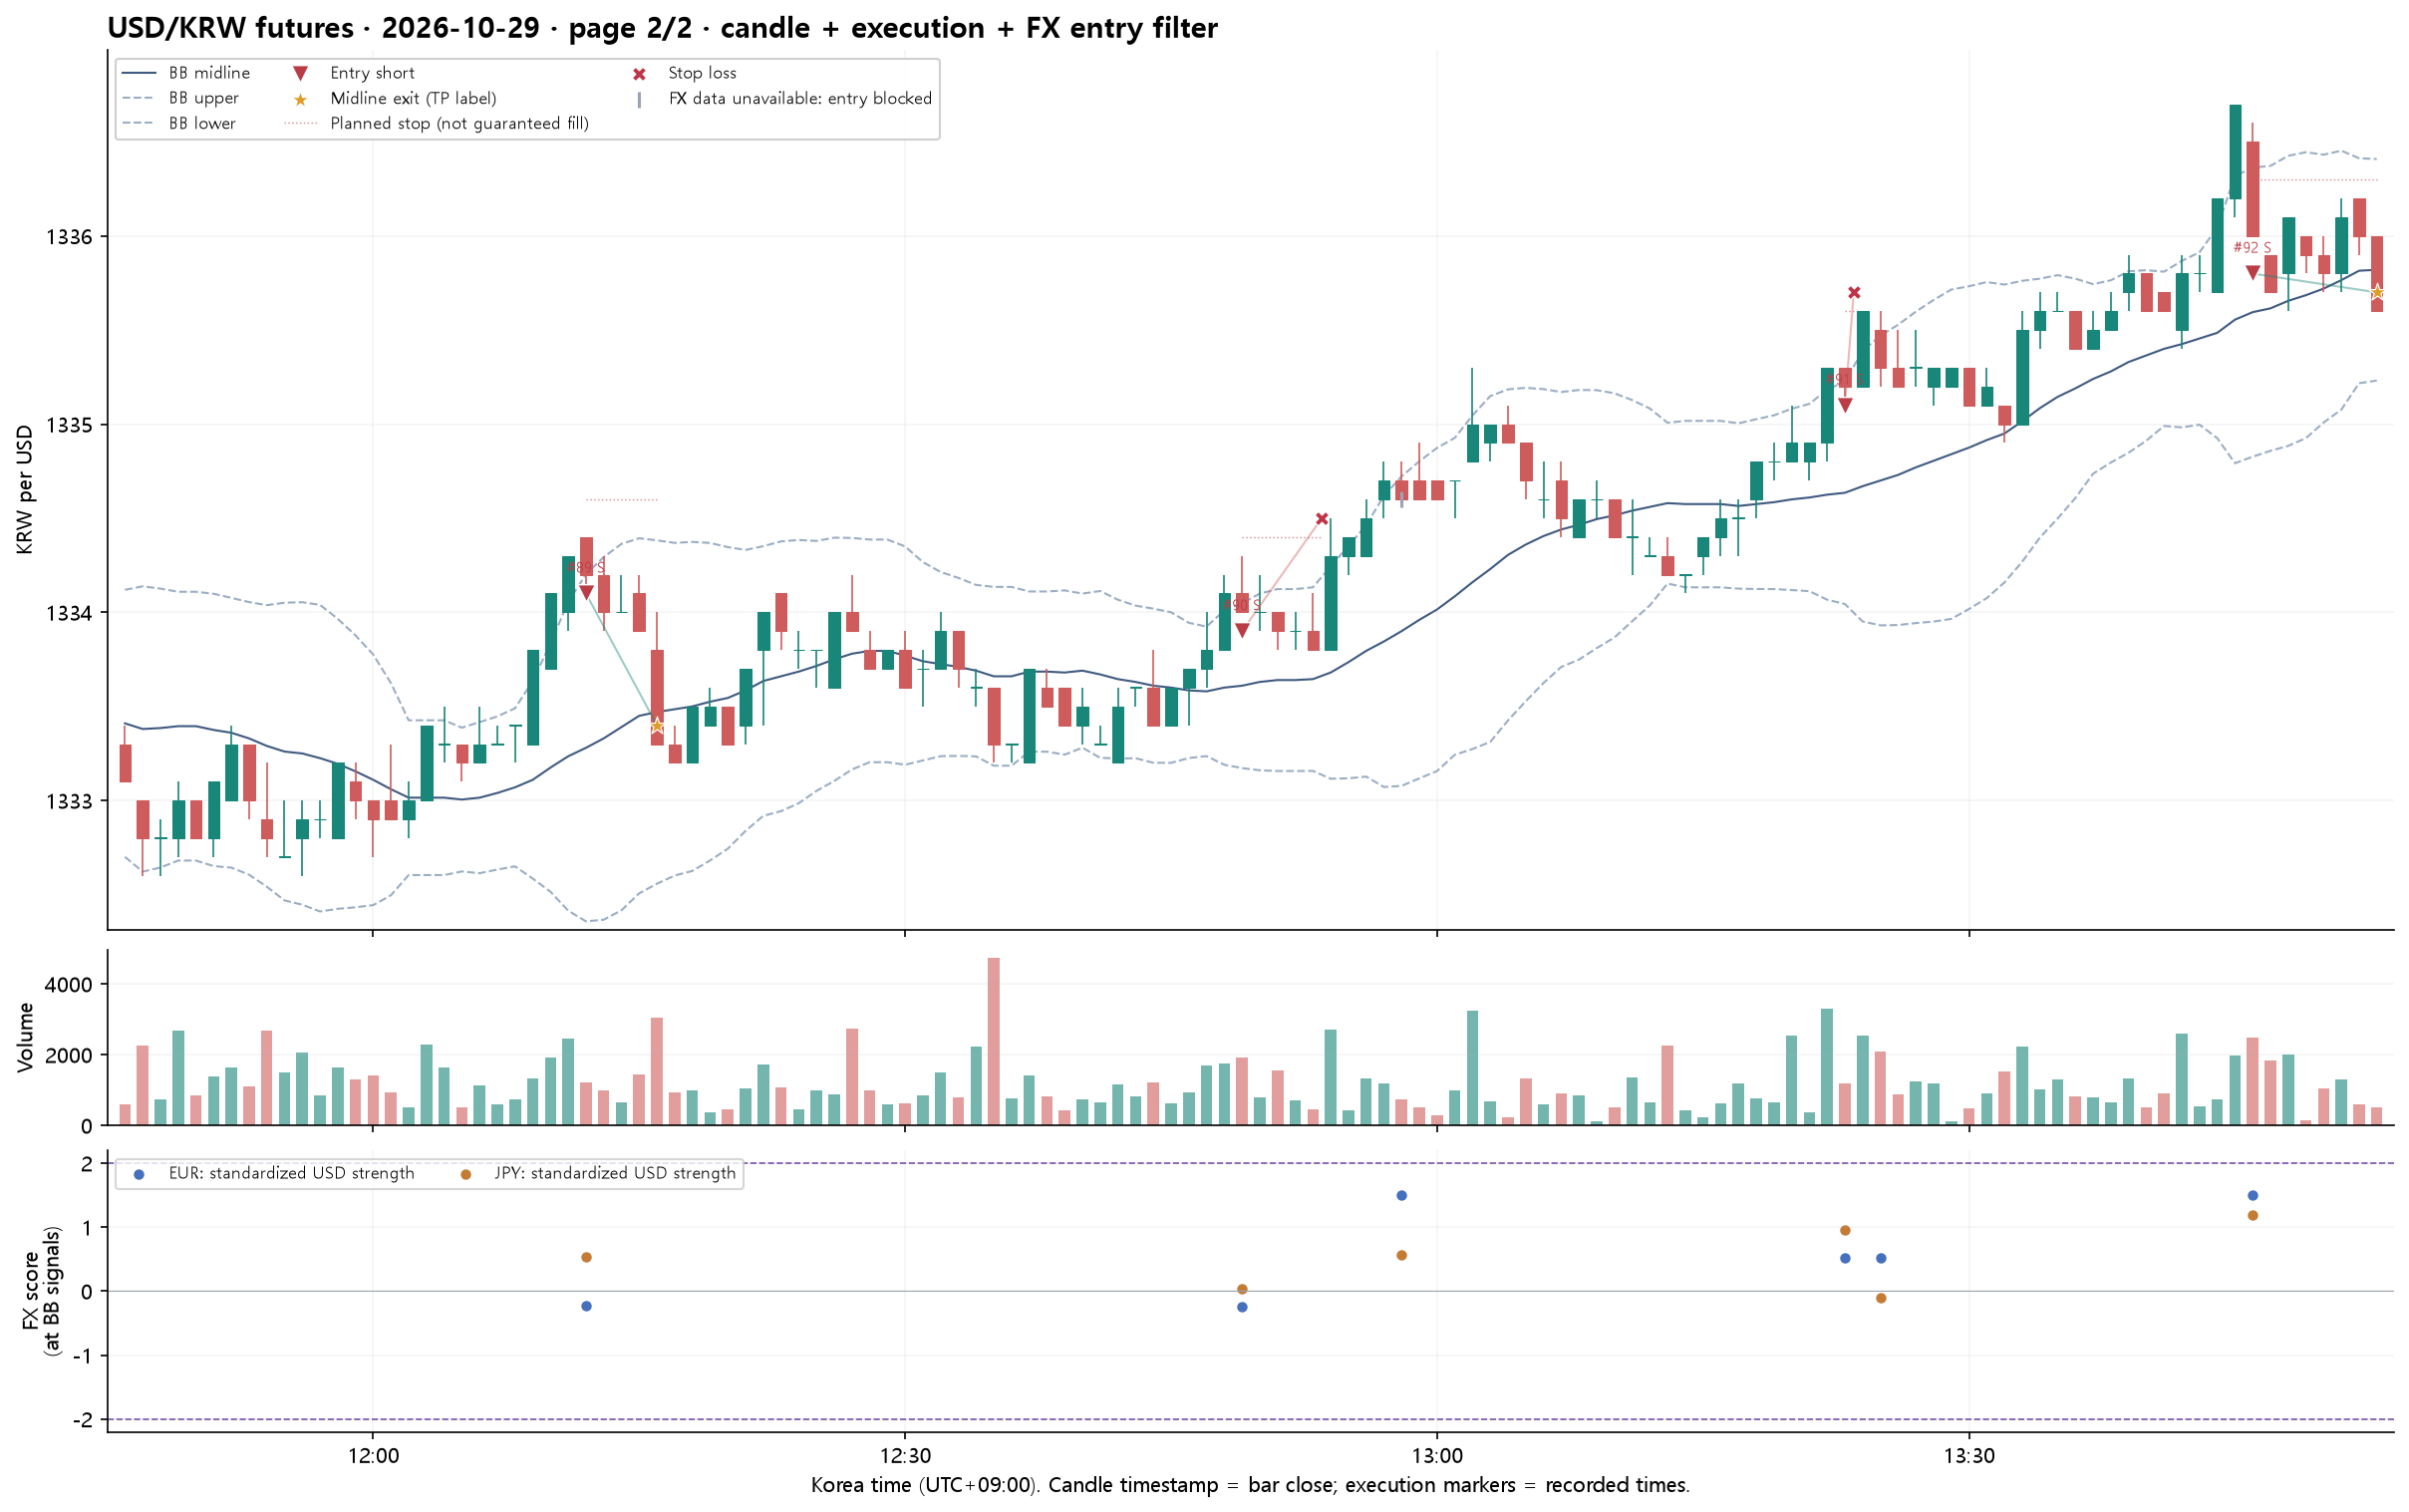 USD/KRW futures · 2026-10-29 · page 2/2 · candle + execution + FX entry filter
BB midline
BB upper
BB lower
Entry short
Midline exit (TP label)
Planned stop (not guaranteed fill)
Stop loss
FX data unavailable: entry blocked
KRW per USD
1336
1335
1334
1333
#89 S
#90 S
#92 S
Volume
4000
2000
0
EUR: standardized USD strength
JPY: standardized USD strength
FX score
(at BB signals)
2
1
0
-1
-2
12:00
12:30
13:00
13:30
Korea time (UTC+09:00). Candle timestamp = bar close; execution markers = recorded times.